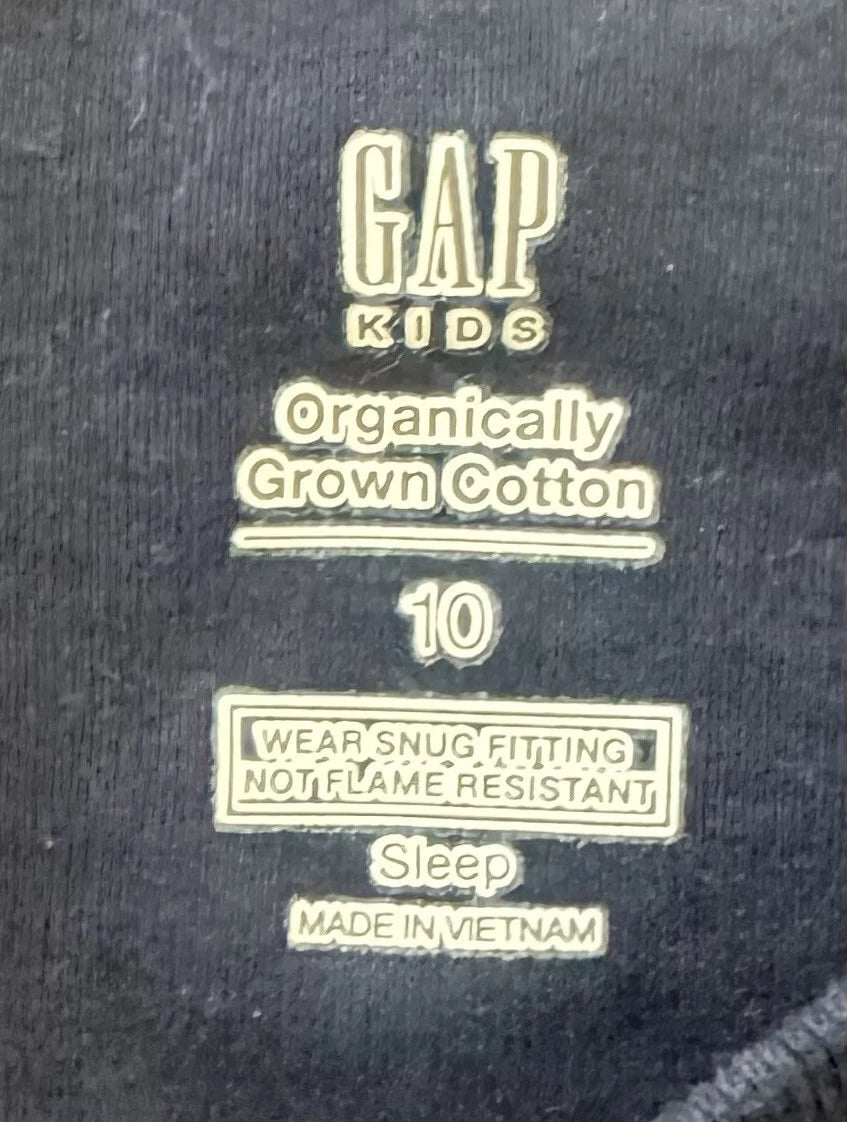 GAP
KIDS
Organically
Grown Cotton
10
WEAR SNUG FITTING
NOT FLAME RESISTANT
Sleep
MADE IN VIETNAM